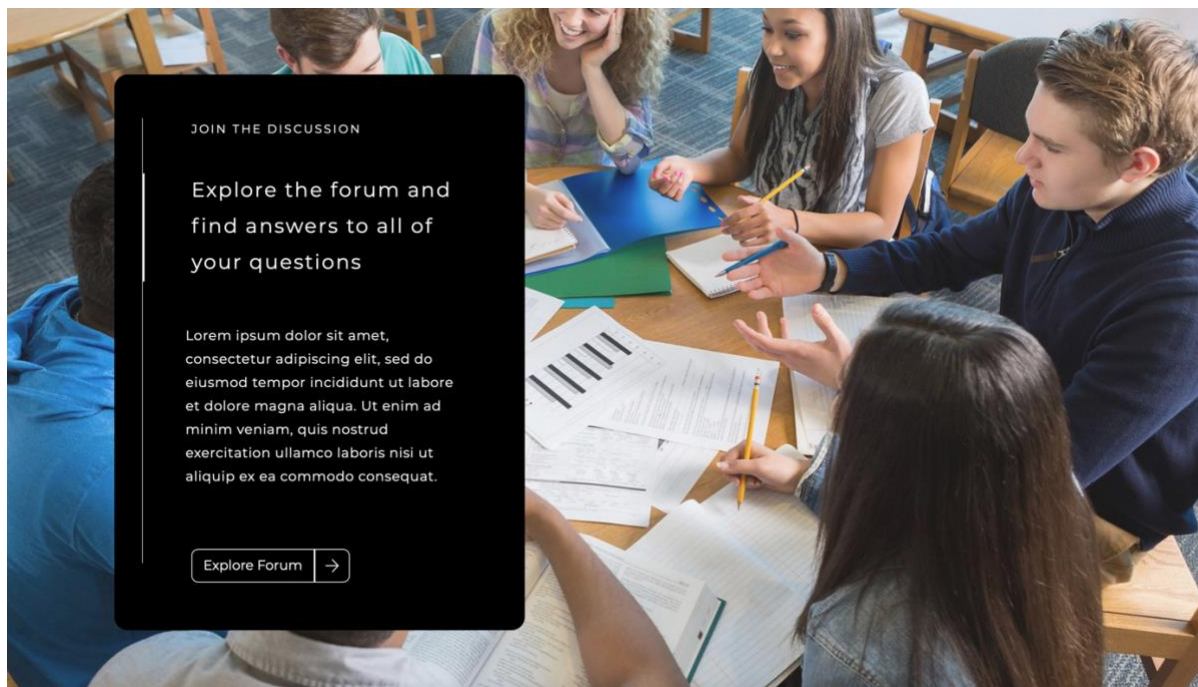 JOIN THE DISCUSSION
Explore the forum and
find answers to all of
your questions
Lorem ipsum dolor sit amet,
consectetur adipiscing elit, sed do
eiusmod tempor incididunt ut labore
et dolore magna aliqua. Ut enim ad
minim veniam, quis nostrud
exercitation ullamco laboris nisi ut
aliquip ex ea commodo consequat.
Explore Forum